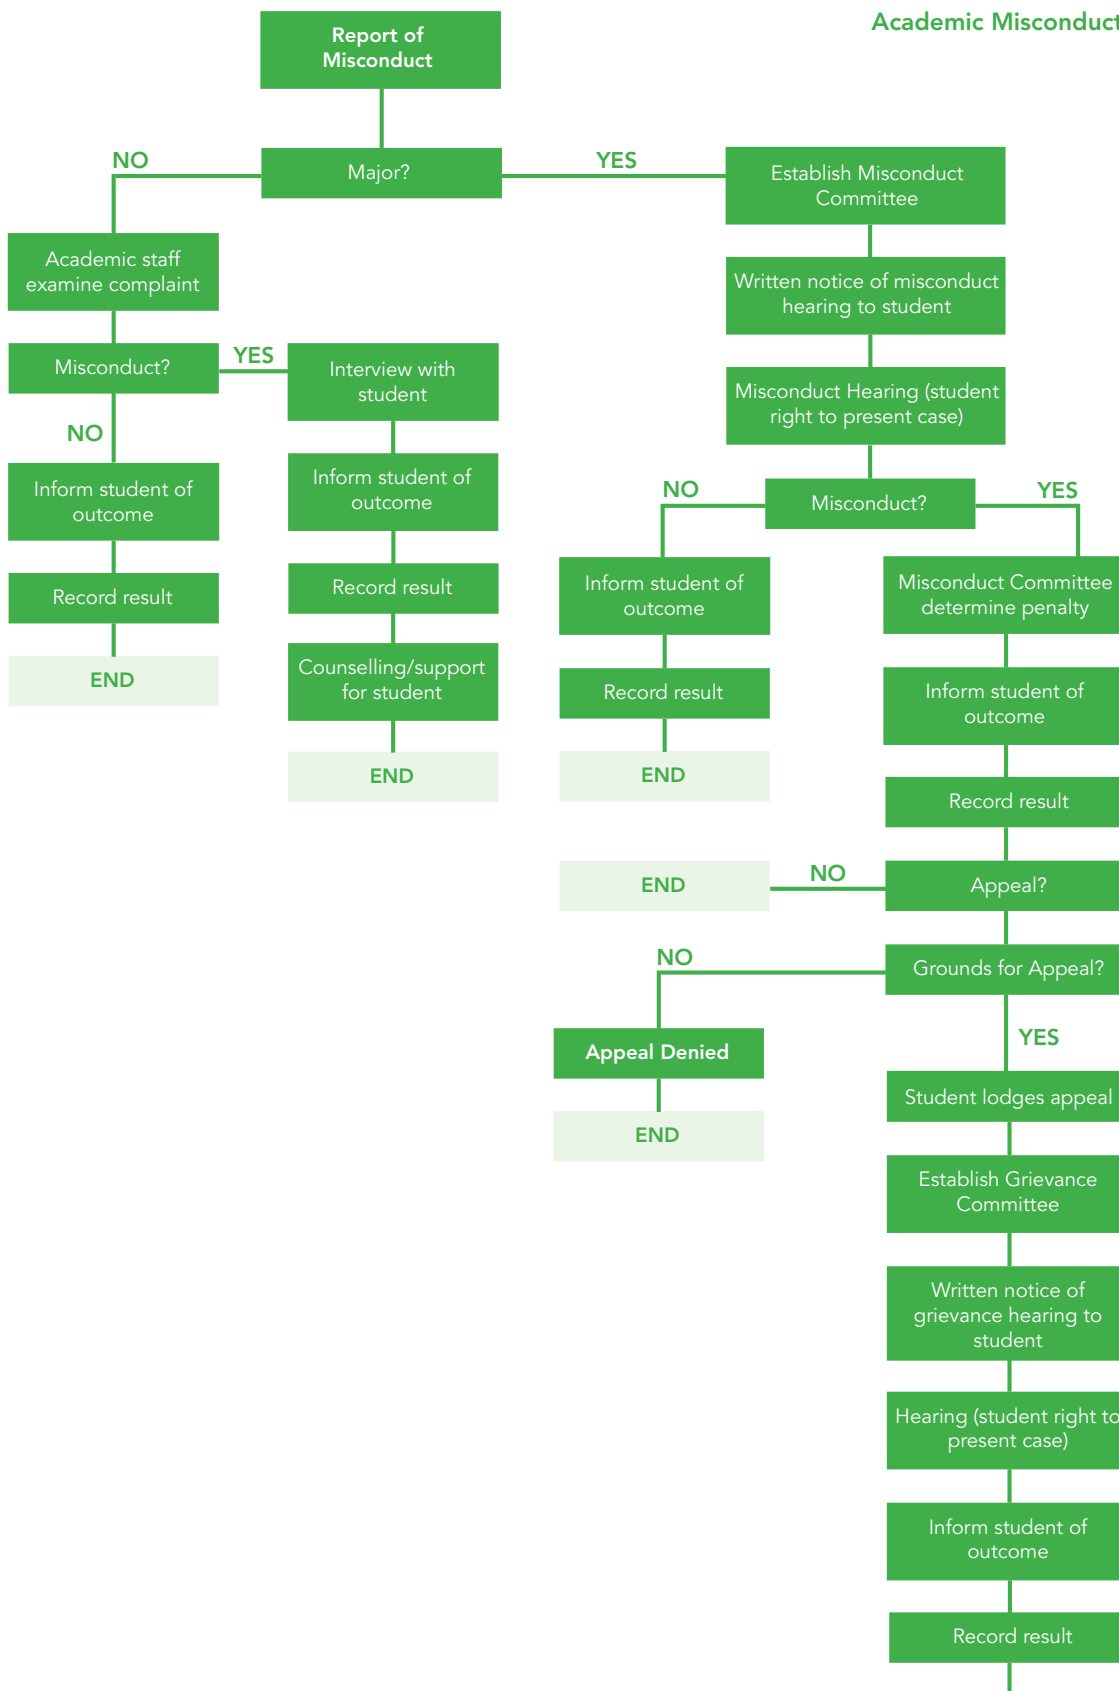 Academic Misconduct
Report of
Misconduct
NO
Major?
YES
Establish Misconduct
Committee
Academic staff
examine complaint
Written notice of misconduct
hearing to student
Misconduct?
YES
Interview with
student
Misconduct Hearing (student
right to present case)
NO
Inform student of
outcome
Inform student of
outcome
NO
Misconduct?
YES
Record result
Record result
Inform student of
outcome
Misconduct Committee
determine penalty
END
Counselling/support
for student
Record result
Inform student of
outcome
END
END
Record result
END
NO
Appeal?
NO
Grounds for Appeal?
Appeal Denied
YES
END
Student lodges appeal
Establish Grievance
Committee
Written notice of
grievance hearing to
student
Hearing (student right to
present case)
Inform student of
outcome
Record result